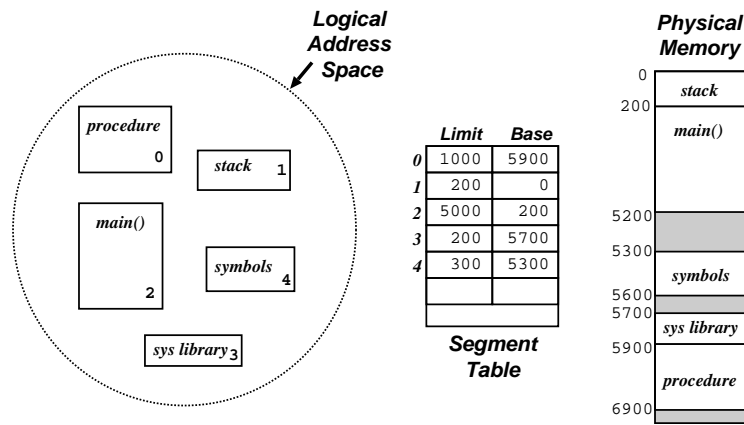 Logical
Address
Space
procedure
0
stack 1
main()
2
symbols 4
sys library 3
Limit Base
0 1000 5900
1 200 0
2 5000 200
3 200 5700
4 300 5300
Segment
Table
Physical
Memory
0
stack
200
main()
5200
5300
symbols
5600
5700
sys library
5900
procedure
6900